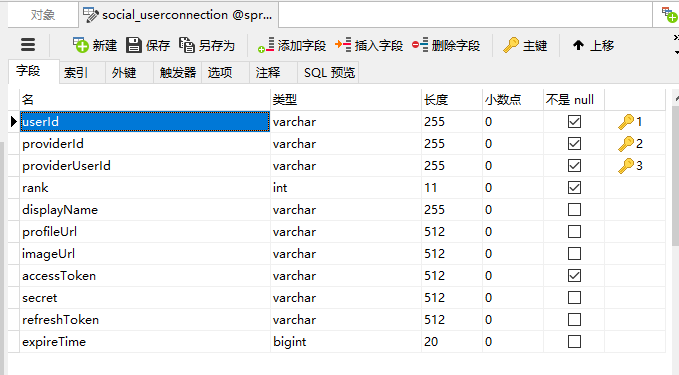 对象 social_userconnection @spr...
新建 保存 另存为 添加字段 插入字段 删除字段 主键 上移
字段 索引 外键 触发器 选项 注释 SQL 预览
名 类型 长度 小数点 不是 null
userId varchar 255 0 1
providerId varchar 255 0 2
providerUserId varchar 255 0 3
rank int 11 0
displayName varchar 255 0
profileUrl varchar 512 0
imageUrl varchar 512 0
accessToken varchar 512 0
secret varchar 512 0
refreshToken varchar 512 0
expireTime bigint 20 0